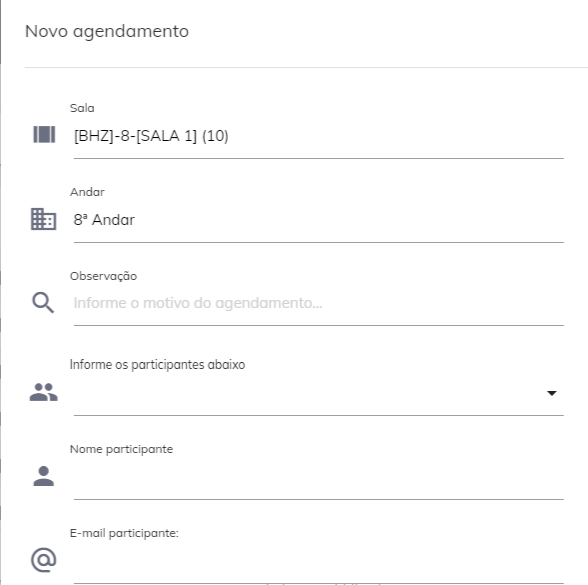 Novo agendamento
Sala
[BHZ]-8-[SALA 1] (10)
Andar
8ª Andar
Observação
Informe o motivo do agendamento...
Informe os participantes abaixo
Nome participante
E-mail participante: